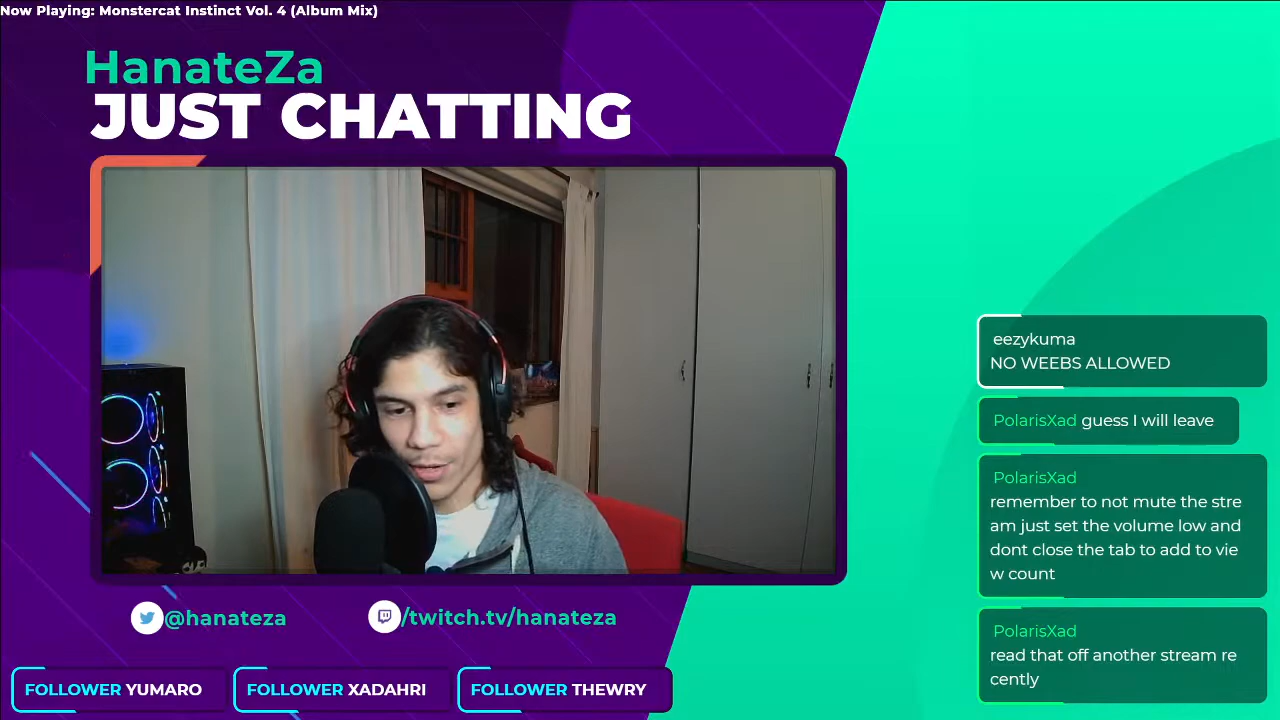 Now Playing: Monstercat Instinct Vol. 4 (Album Mix)
HanateZa
JUST CHATTING
eezykuma
NO WEEBS ALLOWED
PolarisXad guess I will leave
PolarisXad
remember to not mute the stre
am just set the volume low and
dont close the tab to add to vie
w count
PolarisXad
read that off another stream re
cently
@hanateza
/twitch.tv/hanateza
FOLLOWER YUMARO
FOLLOWER XADAHRI
FOLLOWER THEWRY